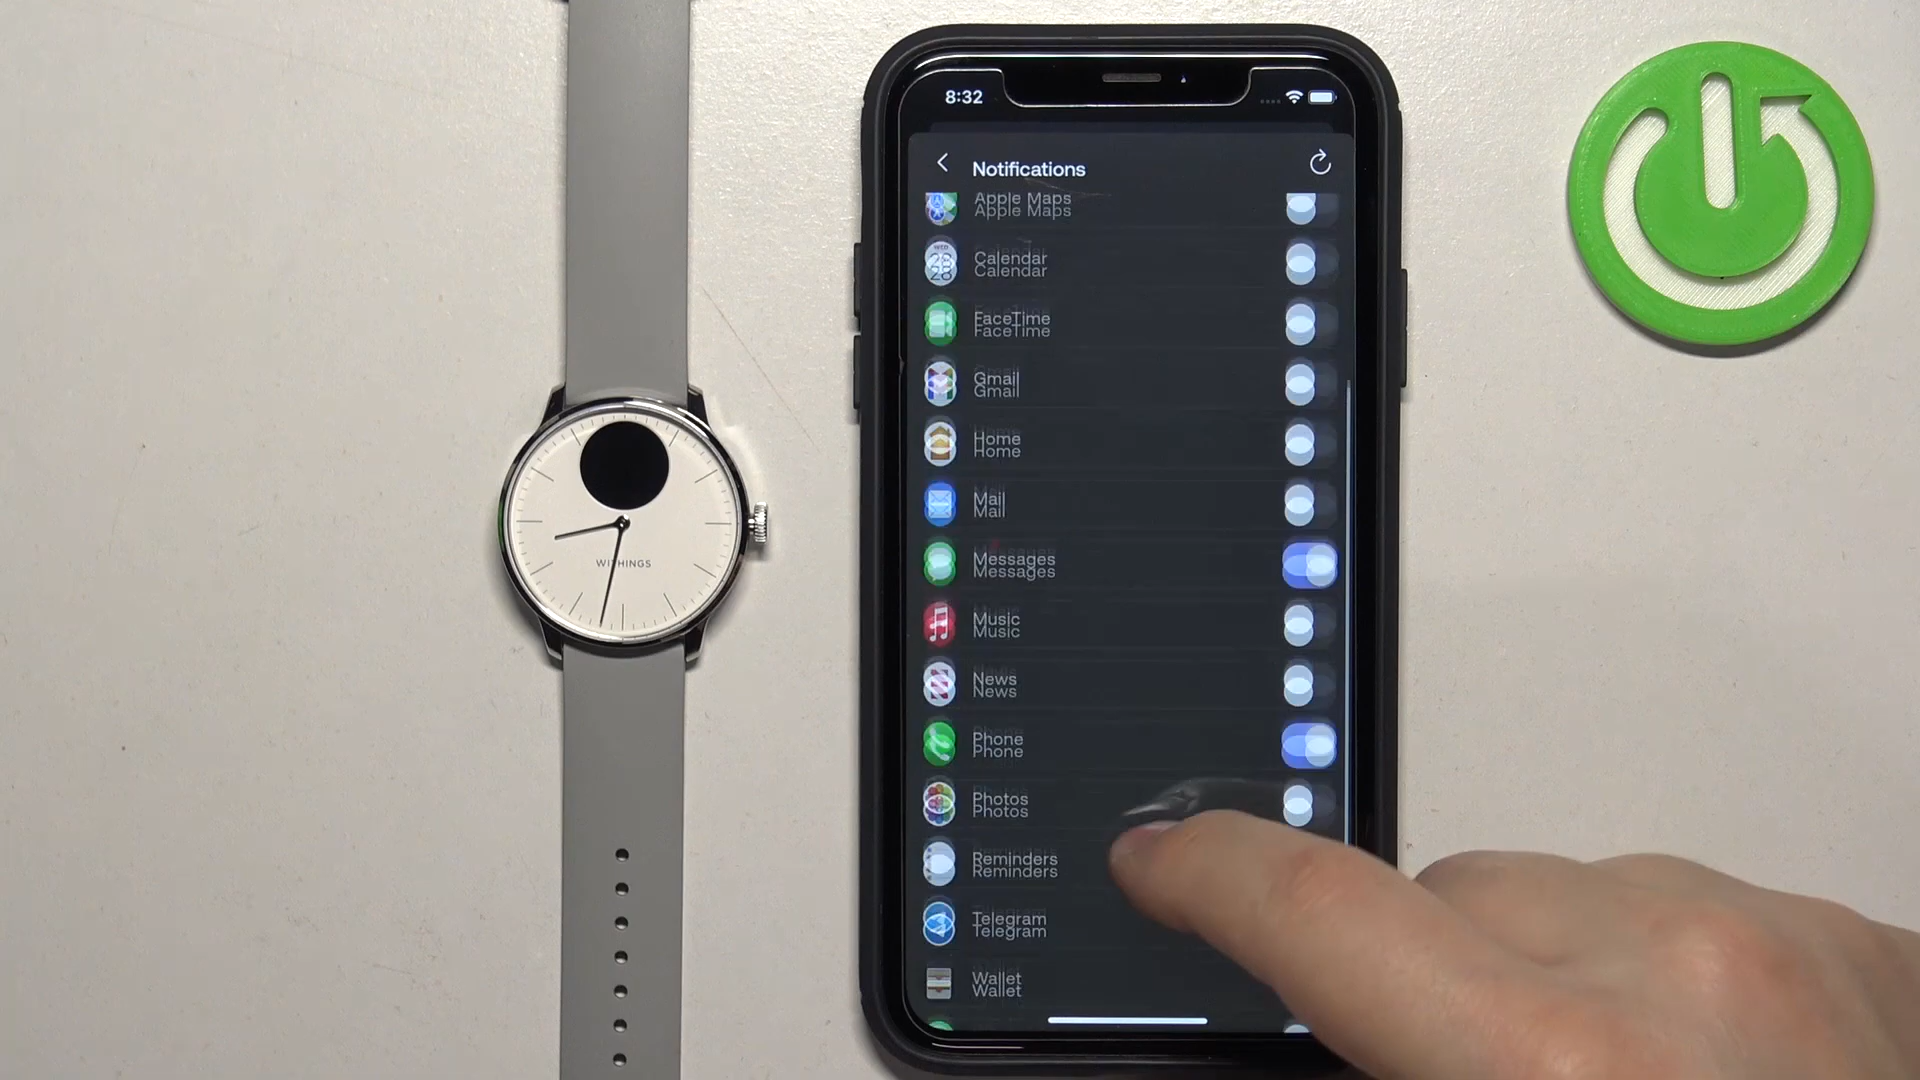 8:32
Notifications
Apple Maps
Calendar
FaceTime
Gmail
Home
Mail
Messages
Music
News
Phone
Photos
Reminders
Telegram
Wallet
WITHINGS